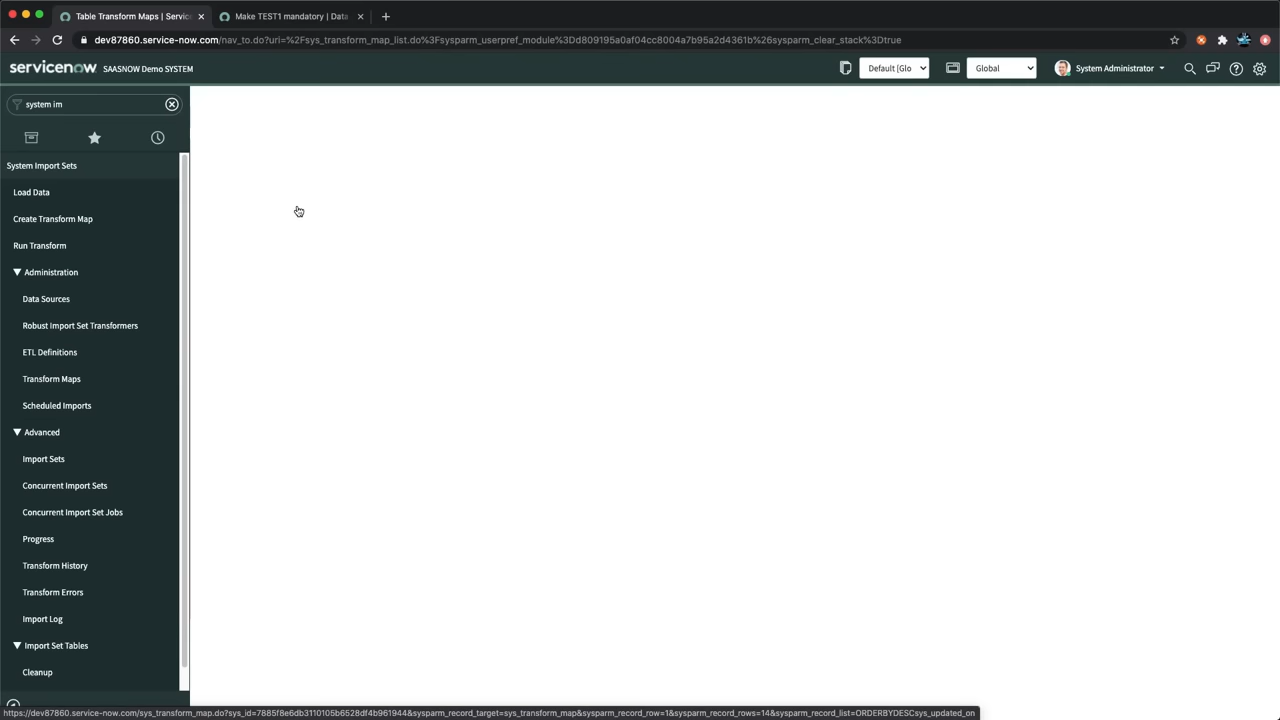 Table Transform Maps | Servic
Make TEST1 mandatory | Data
dev87860.service-now.com/nav_to.do?uri=%2Fsys_transform_map_list.do%3Fsysparm_userpref_module%3Dd809195a0af04cc8004a7b95a2d4361b%26sysparm_clear_stack%3Dtrue
servicenow SAASNOW Demo SYSTEM
Default [Glo
Global
System Administrator
system im
System Import Sets
Load Data
Create Transform Map
Run Transform
Administration
Data Sources
Robust Import Set Transformers
ETL Definitions
Transform Maps
Scheduled Imports
Advanced
Import Sets
Concurrent Import Sets
Concurrent Import Set Jobs
Progress
Transform History
Transform Errors
Import Log
Import Set Tables
Cleanup
https://dev87860.service-now.com/sys_transform_map.do?sys_id=7885f8e6db3110105b6528df4b961944&sysparm_record_target=sys_transform_map&sysparm_record_row=1&sysparm_record_rows=14&sysparm_record_list=ORDERBYDESCsys_updated_on